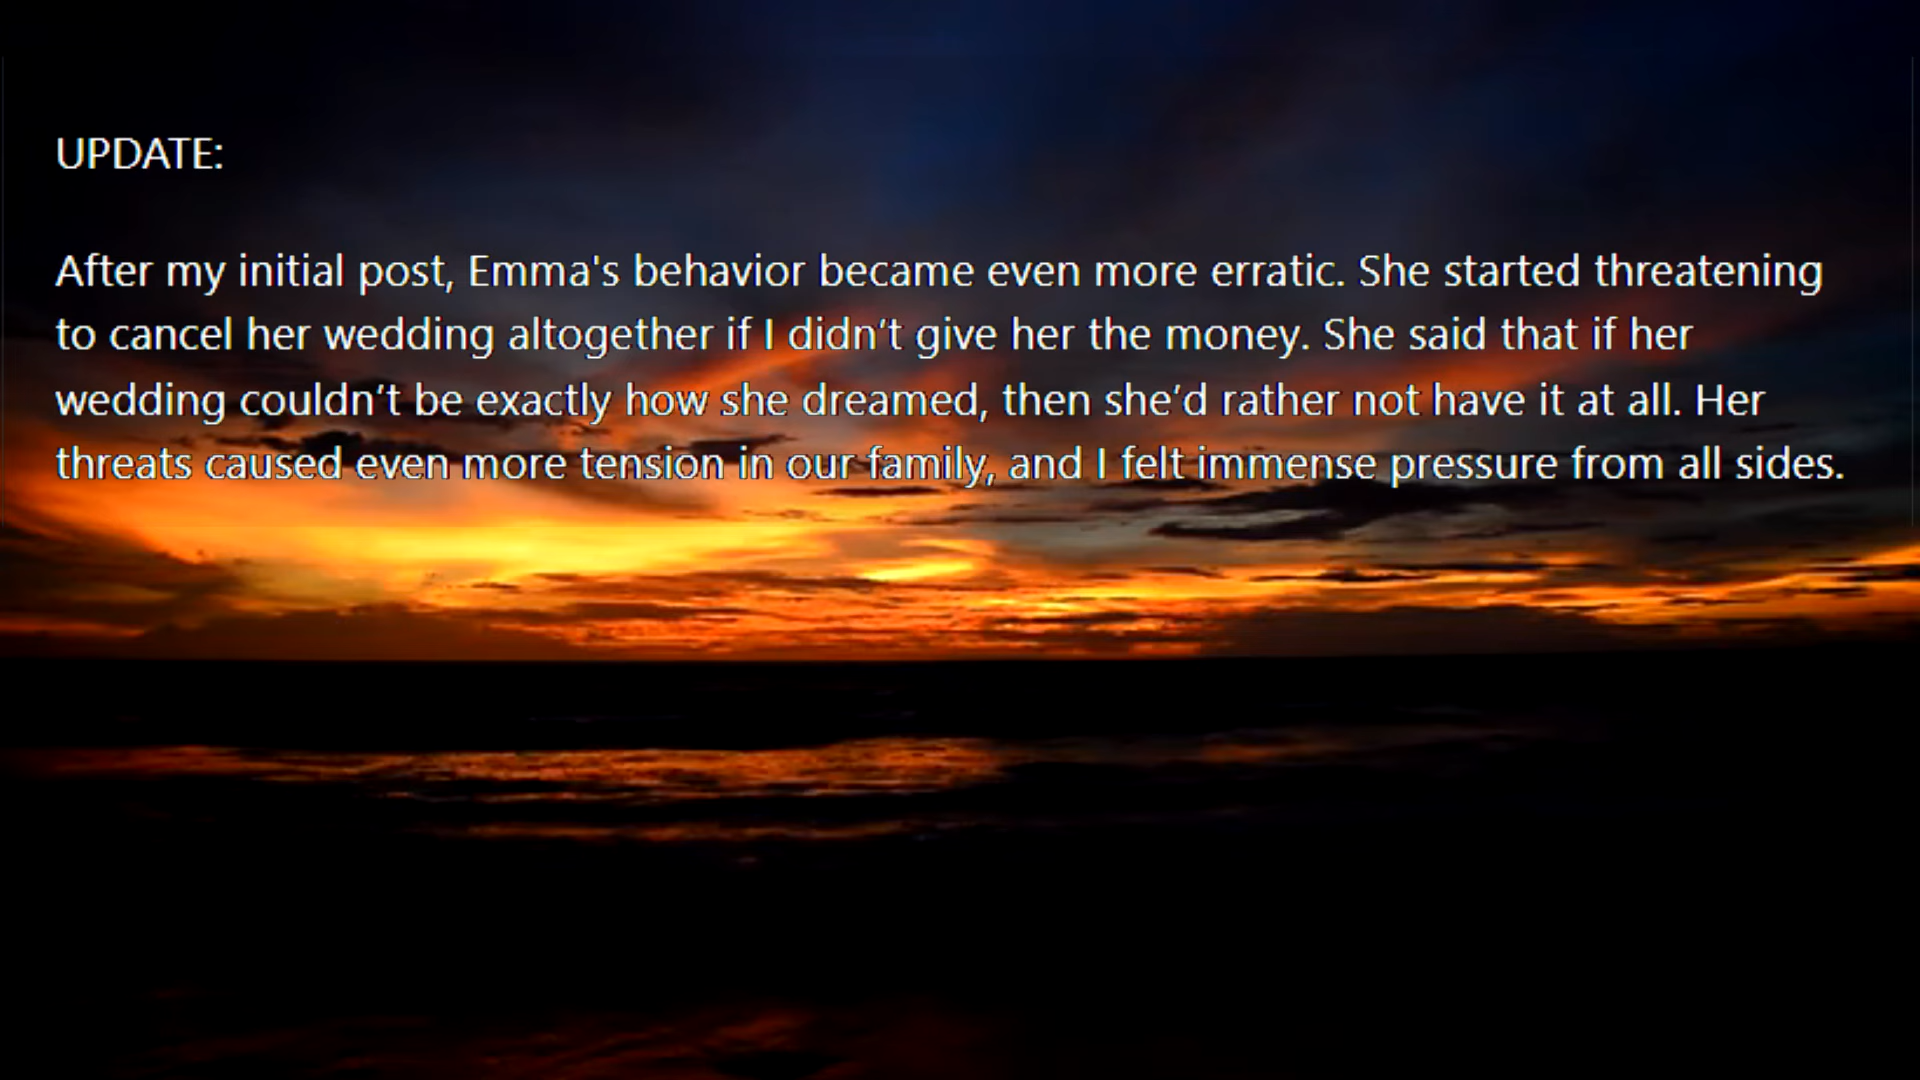 UPDATE:
After my initial post, Emma's behavior became even more erratic. She started threatening
to cancel her wedding altogether if I didn’t give her the money. She said that if her
wedding couldn’t be exactly how she dreamed, then she’d rather not have it at all. Her
threats caused even more tension in our family, and I felt immense pressure from all sides.